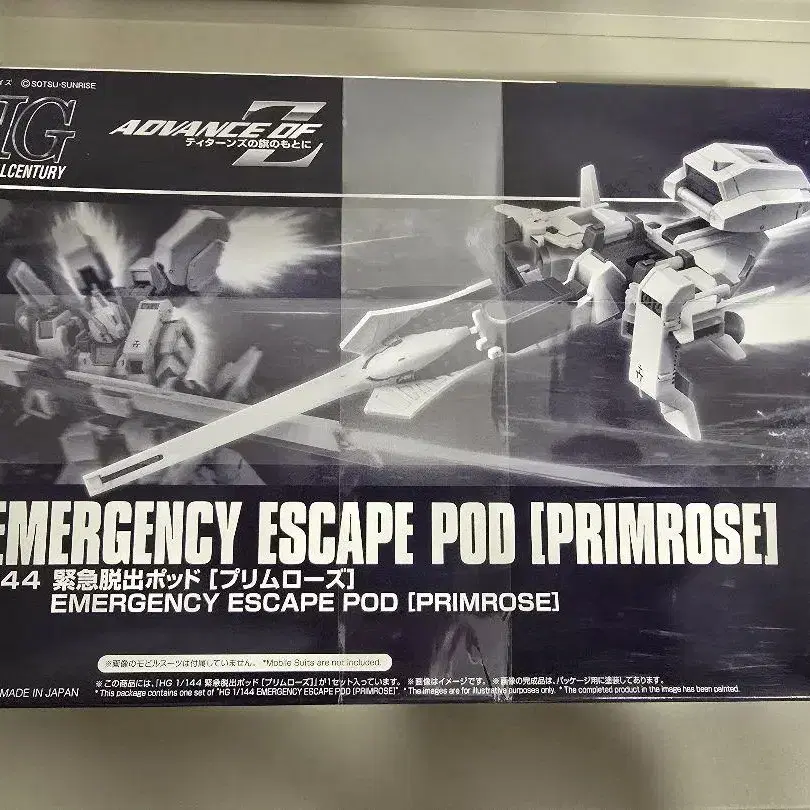 イズ ©SOTSU・SUNRISE
HG
ALCENTURY
ADVANCE OF Z
ティターンズの旗のもとに
EMERGENCY ESCAPE POD [PRIMROSE]
44 緊急脱出ポッド [プリムローズ]
EMERGENCY ESCAPE POD [PRIMROSE]
※画像のモビルスーツは付属していません。 *Mobile Suits are not included.
※この商品には、「HG 1/144 緊急脱出ポッド [プリムローズ]」が1セット入っています。 ※画像はイメージです。 ※画像の完成品は、パッケージ用に塗装してあります。
MADE IN JAPAN
* This package contains one set of "HG 1/144 EMERGENCY ESCAPE POD [PRIMROSE]" * The images are for illustrative purposes only. * The completed product in the image has been painted.